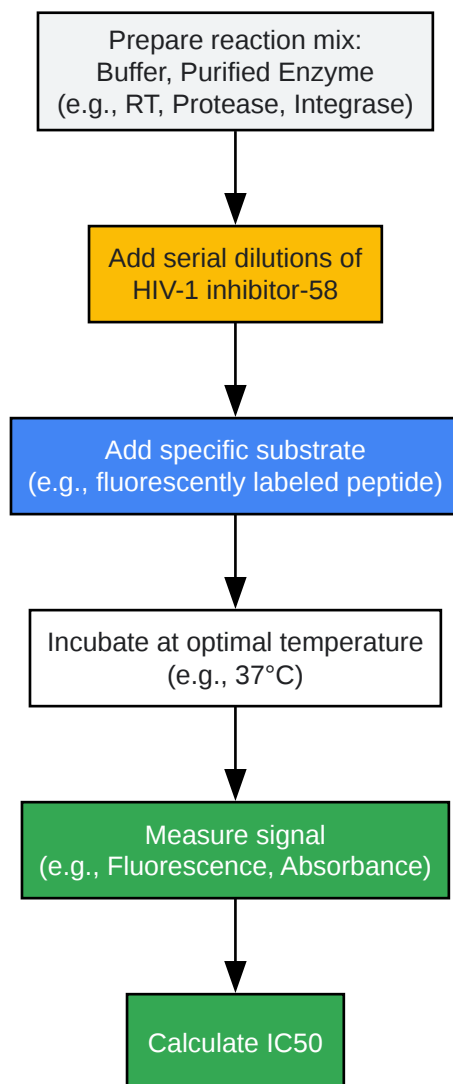 Prepare reaction mix:
Buffer, Purified Enzyme
(e.g., RT, Protease, Integrase)
Add serial dilutions of
HIV-1 inhibitor-58
Add specific substrate
(e.g., fluorescently labeled peptide)
Incubate at optimal temperature
(e.g., 37°C)
Measure signal
(e.g., Fluorescence, Absorbance)
Calculate IC50